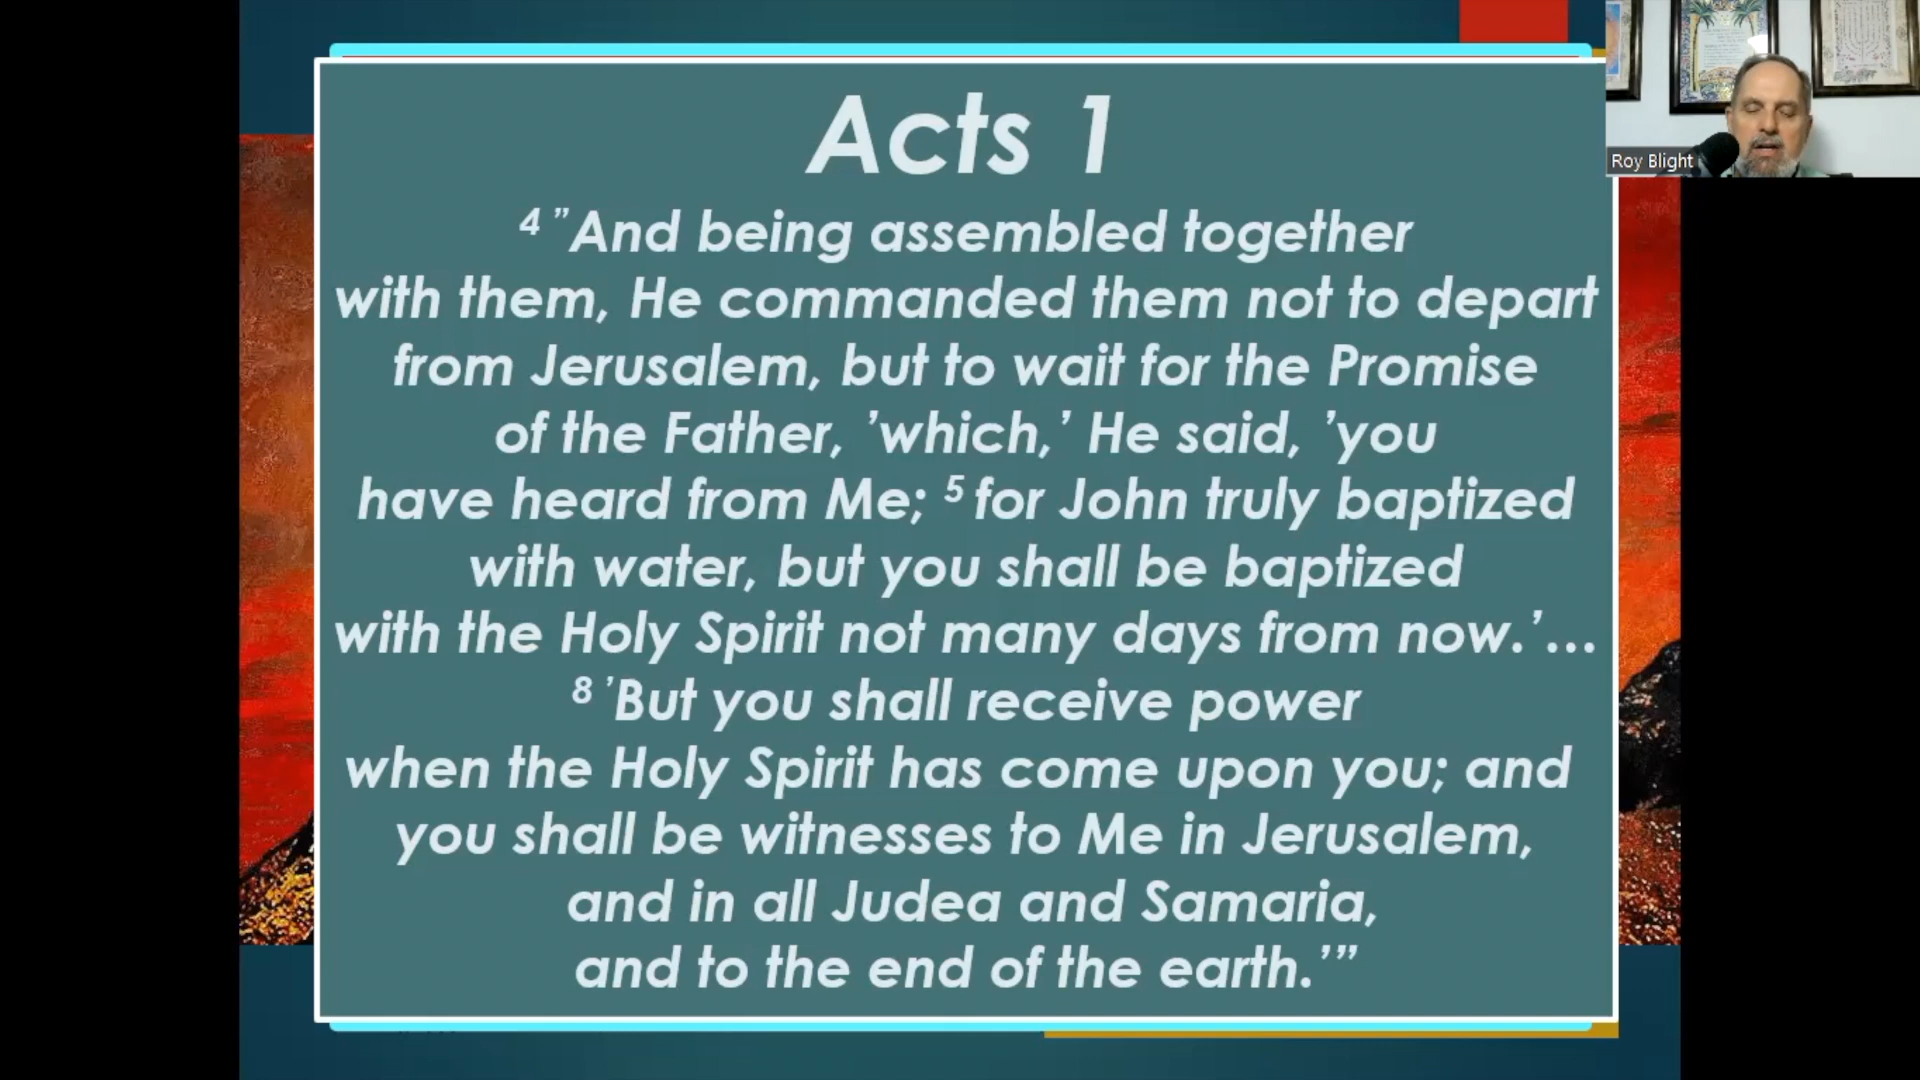 Acts 1
4 ”And being assembled together
with them, He commanded them not to depart
from Jerusalem, but to wait for the Promise
of the Father, ’which,’ He said, ’you
have heard from Me; 5 for John truly baptized
with water, but you shall be baptized
with the Holy Spirit not many days from now.’...
8 ’But you shall receive power
when the Holy Spirit has come upon you; and
you shall be witnesses to Me in Jerusalem,
and in all Judea and Samaria,
and to the end of the earth.’”
Roy Blight